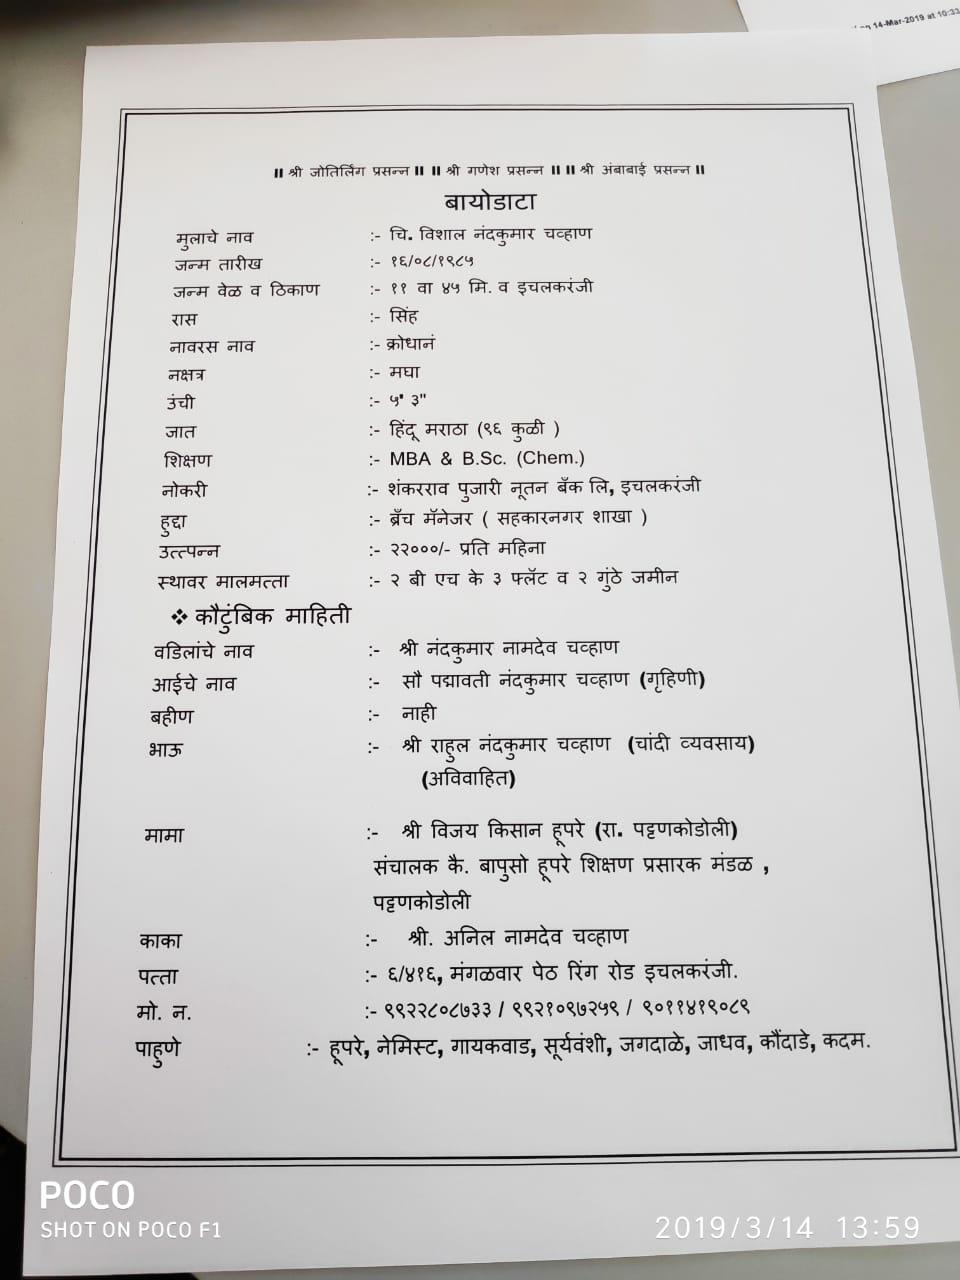 on 14-Mar-2019 at 10:33
॥ श्री जोतिर्लिंग प्रसन्न ॥ ॥ श्री गणेश प्रसन्न ॥ ॥ श्री अंबाबाई प्रसन्न ॥
बायोडाटा
मुलाचे नाव :- चि. विशाल नंदकुमार चव्हाण
जन्म तारीख :- १६/०८/१९८५
जन्म वेळ व ठिकाण :- ११ वा ४५ मि. व इचलकरंजी
रास :- सिंह
नावरस नाव :- क्रोधानं
नक्षत्र :- मघा
उंची :- ५' ३"
जात :- हिंदू मराठा (९६ कुळी )
शिक्षण :- MBA & B.Sc. (Chem.)
नोकरी :- शंकरराव पुजारी नूतन बँक लि, इचलकरंजी
हुद्दा :- ब्रँच मॅनेजर ( सहकारनगर शाखा )
उत्त्पन्न :- २२०००/- प्रति महिना
स्थावर मालमत्ता :- २ बी एच के ३ फ्लॅट व २ गुंठे जमीन
❖ कौटुंबिक माहिती
वडिलांचे नाव :- श्री नंदकुमार नामदेव चव्हाण
आईचे नाव :- सौ पद्मावती नंदकुमार चव्हाण (गृहिणी)
बहीण :- नाही
भाऊ :- श्री राहुल नंदकुमार चव्हाण (चांदी व्यवसाय)
(अविवाहित)
मामा :- श्री विजय किसान हूपरे (रा. पट्टणकोडोली)
संचालक कै. बापुसो हूपरे शिक्षण प्रसारक मंडळ ,
पट्टणकोडोली
काका :- श्री. अनिल नामदेव चव्हाण
पत्ता :- ६/४१६, मंगळवार पेठ रिंग रोड इचलकरंजी.
मो. न. :- ९९२२८०८७३३ / ९९२१०९७२५९ / ९०११४१९०८९
पाहुणे :- हूपरे, नेमिस्ट, गायकवाड, सूर्यवंशी, जगदाळे, जाधव, कौंदाडे, कदम.
POCO
SHOT ON POCO F1
2019/3/14 13:59